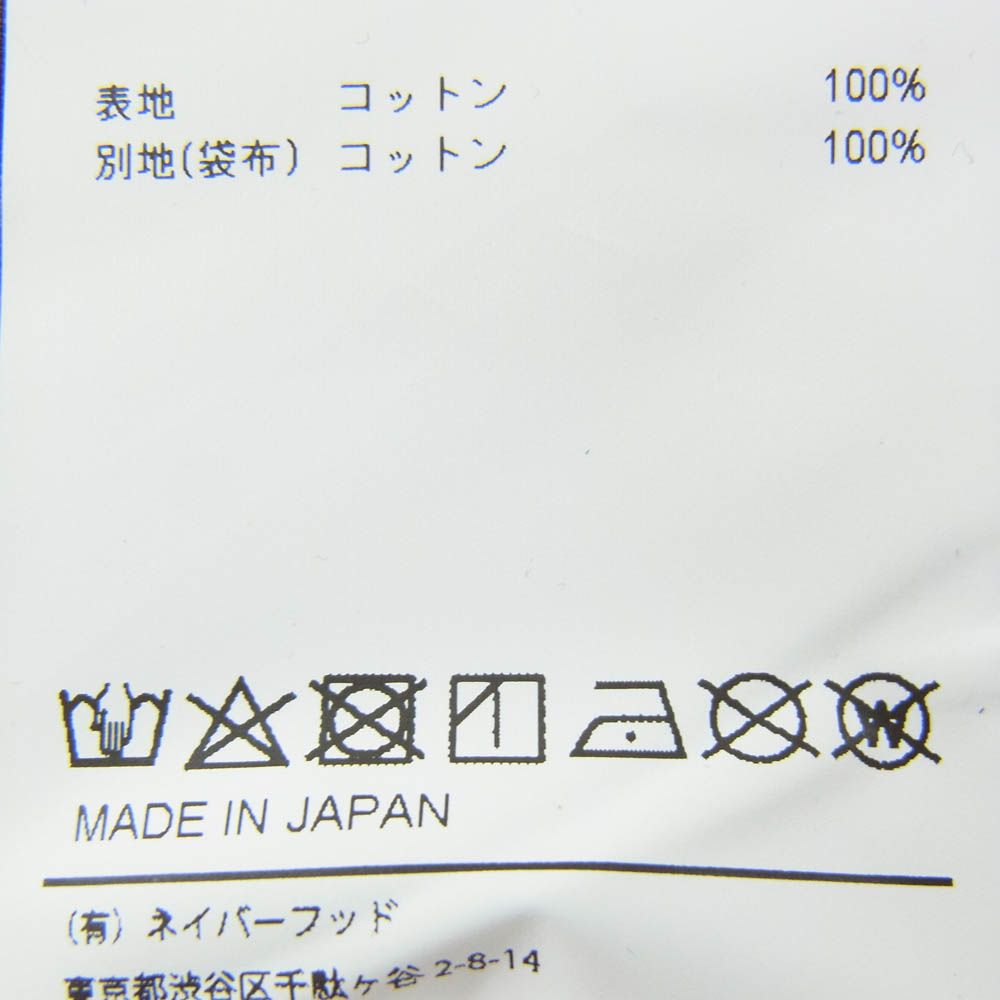 表地 コットン 100%
別地(袋布) コットン 100%
W
MADE IN JAPAN
(有) ネイバーフッド
東京都渋谷区千駄ヶ谷 2-8-14